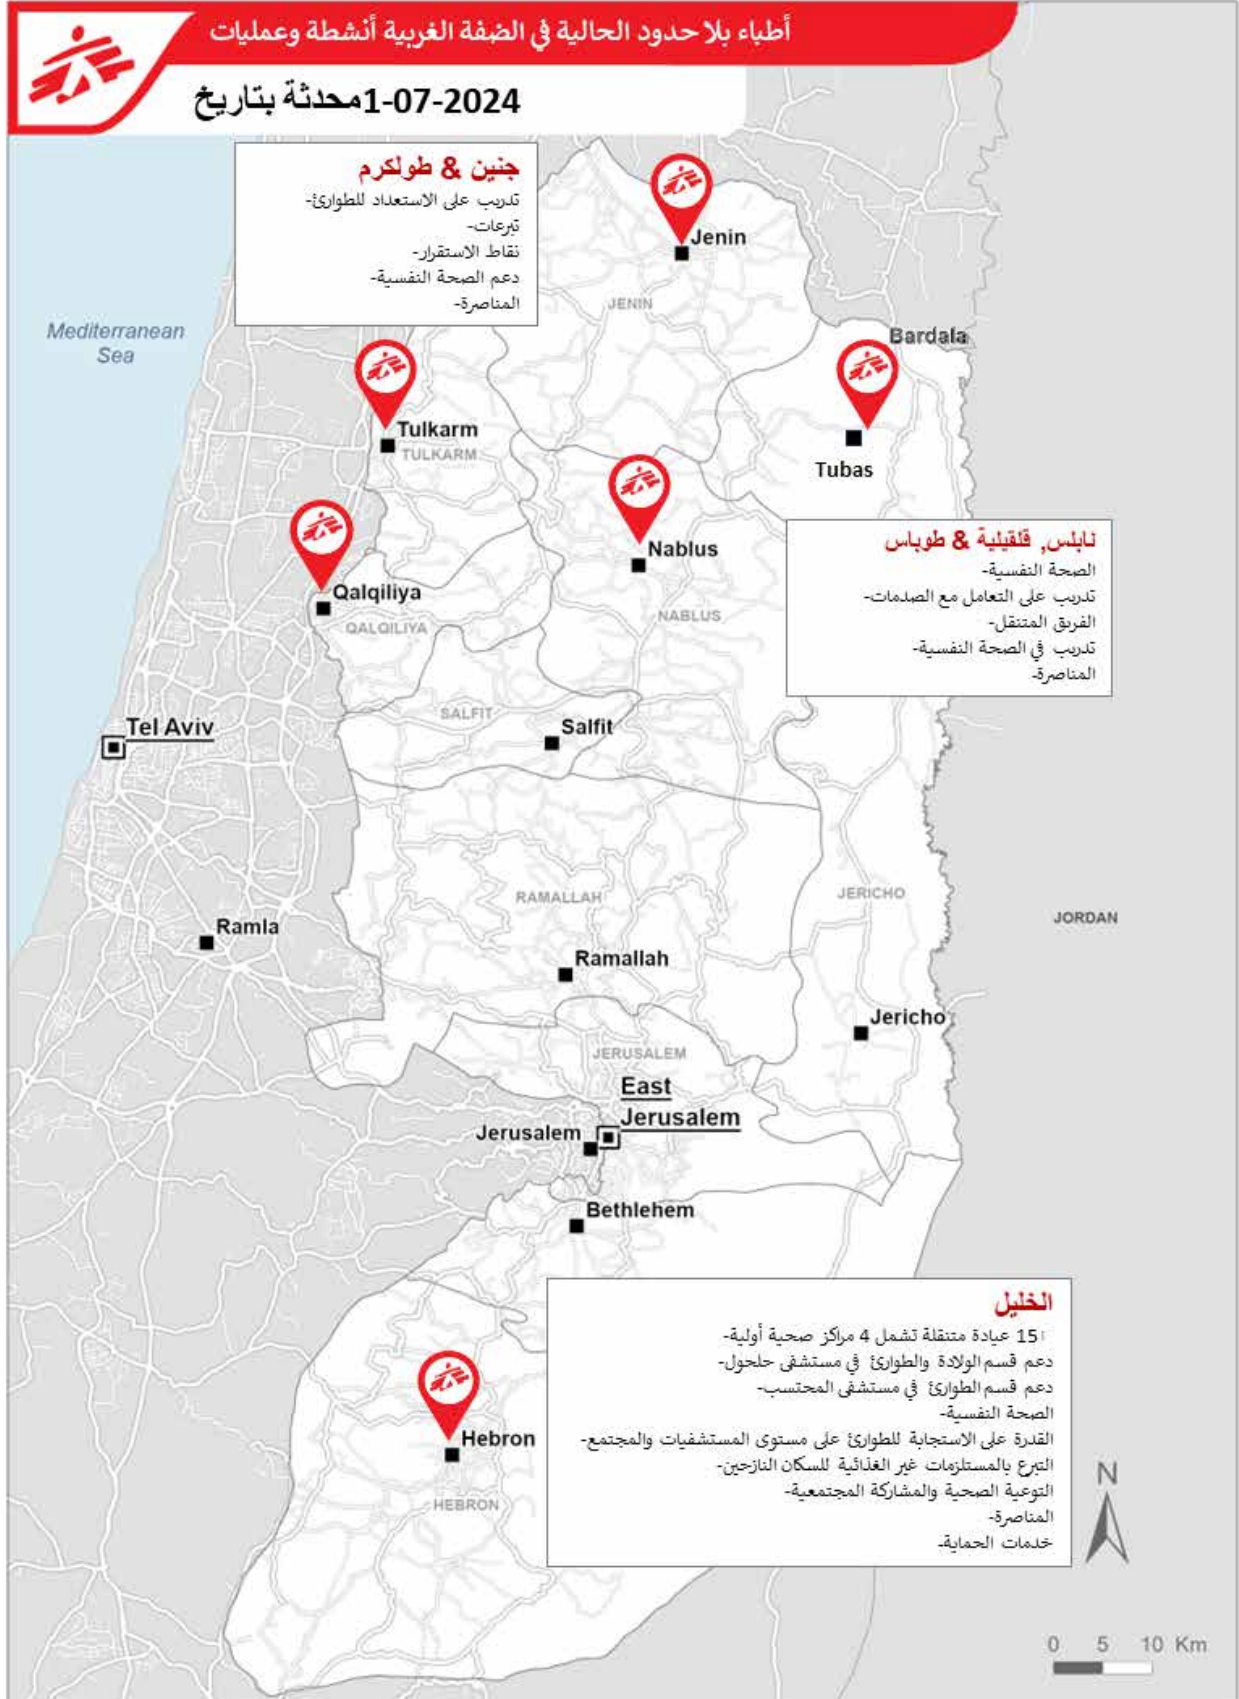 أطباء بلا حدود الحالية في الضفة الغربية أنشطة وعمليات
محدثة بتاريخ 1-07-2024
جنين & طولكرم
تدريب على الاستعداد للطوارئ-
تبرعات-
نقاط الاستقرار-
دعم الصحة النفسية-
المناصرة-
Jenin
JENIN
Mediterranean
Sea
Bardala
Tulkarm
TULKARM
Tubas
Nablus
NABLUS
نابلس, قلقيلية & طوباس
الصحة النفسية-
تدريب على التعامل مع الصدمات-
الفريق المتنقل-
تدريب في الصحة النفسية-
المناصرة-
Qalqiliya
QALQILIYA
SALFIT
Salfit
Tel Aviv
RAMALLAH
JERICHO
JORDAN
Ramla
Ramallah
Jericho
JERUSALEM
East
Jerusalem
Jerusalem
Bethlehem
الخليل
15 عيادة متنقلة تشمل 4 مراكز صحية أولية-
دعم قسم الولادة والطوارئ في مستشفى حلحول-
دعم قسم الطوارئ في مستشفى المحتسب-
الصحة النفسية-
القدرة على الاستجابة للطوارئ على مستوى المستشفيات والمجتمع-
التبرع بالمستلزمات غير الغذائية للسكان النازحين-
التوعية الصحية والمشاركة المجتمعية-
المناصرة-
خدمات الحماية-
Hebron
HEBRON
N
0 5 10 Km